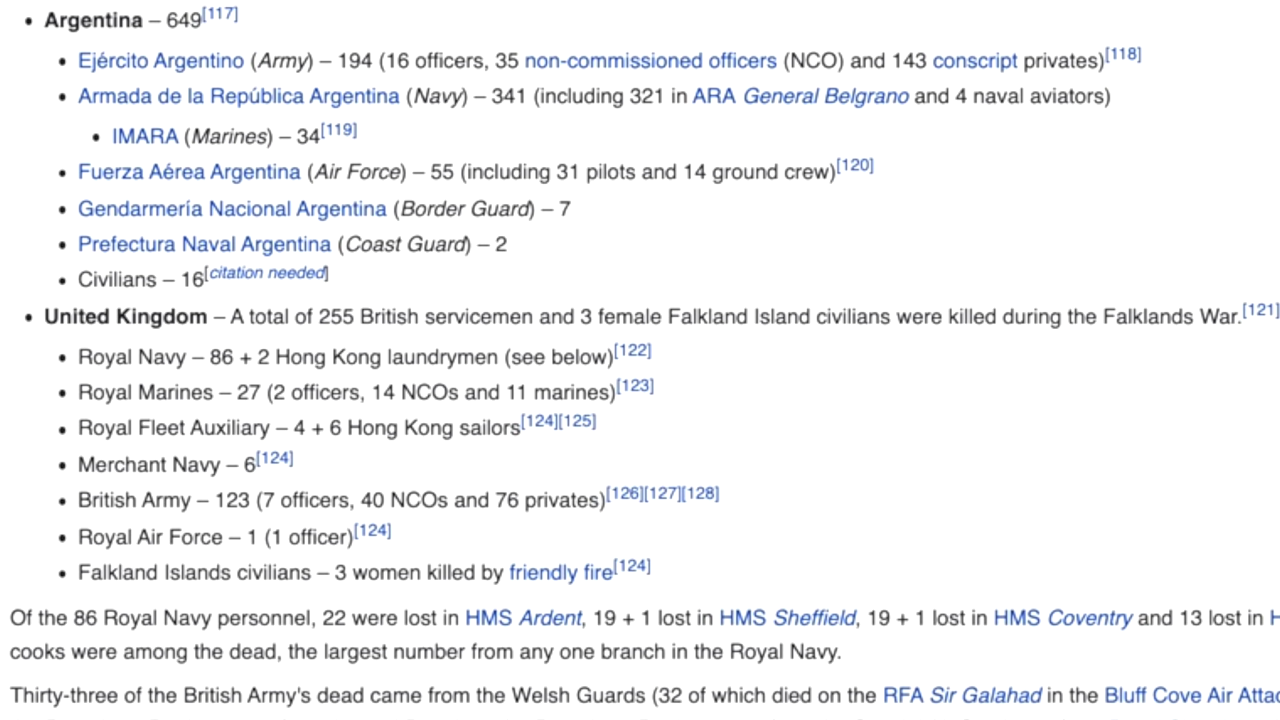 • Argentina – 649[117]
• Ejército Argentino (Army) – 194 (16 officers, 35 non-commissioned officers (NCO) and 143 conscript privates)[118]
• Armada de la República Argentina (Navy) – 341 (including 321 in ARA General Belgrano and 4 naval aviators)
• IMARA (Marines) – 34[119]
• Fuerza Aérea Argentina (Air Force) – 55 (including 31 pilots and 14 ground crew)[120]
• Gendarmería Nacional Argentina (Border Guard) – 7
• Prefectura Naval Argentina (Coast Guard) – 2
• Civilians – 16[citation needed]
• United Kingdom – A total of 255 British servicemen and 3 female Falkland Island civilians were killed during the Falklands War.[121]
• Royal Navy – 86 + 2 Hong Kong laundrymen (see below)[122]
• Royal Marines – 27 (2 officers, 14 NCOs and 11 marines)[123]
• Royal Fleet Auxiliary – 4 + 6 Hong Kong sailors[124][125]
• Merchant Navy – 6[124]
• British Army – 123 (7 officers, 40 NCOs and 76 privates)[126][127][128]
• Royal Air Force – 1 (1 officer)[124]
• Falkland Islands civilians – 3 women killed by friendly fire[124]
Of the 86 Royal Navy personnel, 22 were lost in HMS Ardent, 19 + 1 lost in HMS Sheffield, 19 + 1 lost in HMS Coventry and 13 lost in H
cooks were among the dead, the largest number from any one branch in the Royal Navy.
Thirty-three of the British Army's dead came from the Welsh Guards (32 of which died on the RFA Sir Galahad in the Bluff Cove Air Attac